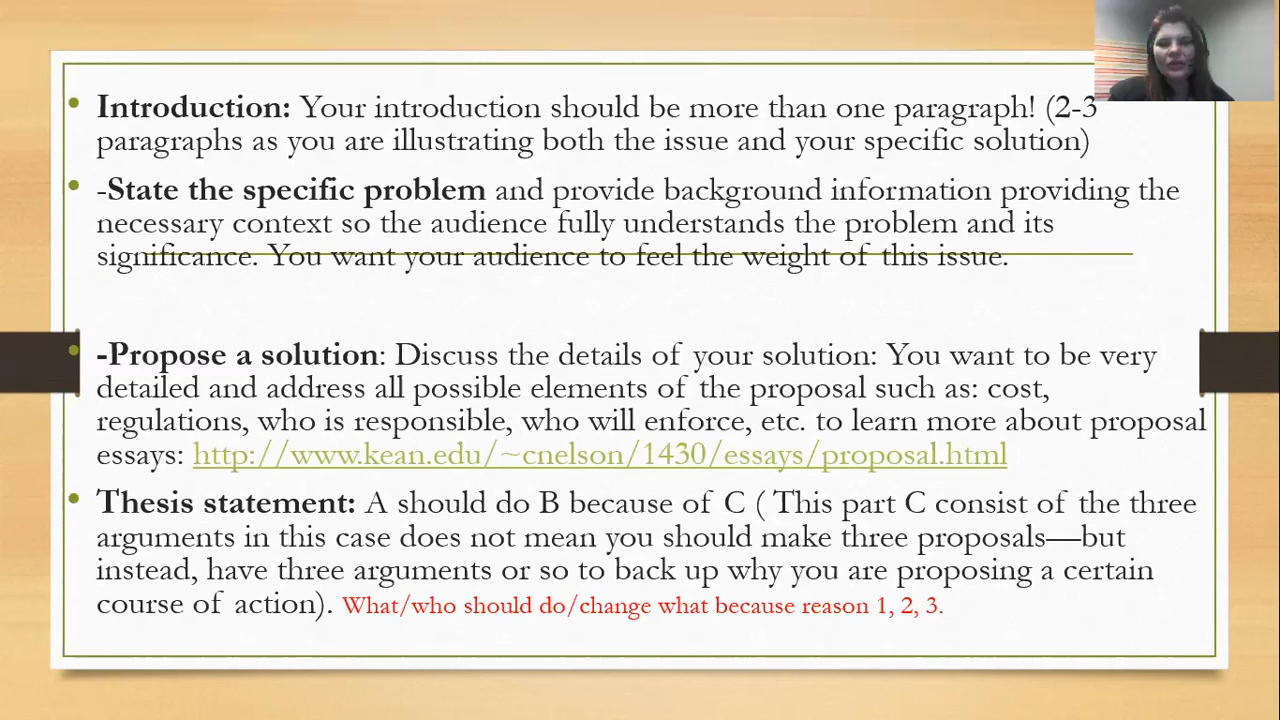 • Introduction: Your introduction should be more than one paragraph! (2-3
paragraphs as you are illustrating both the issue and your specific solution)
• -State the specific problem and provide background information providing the
necessary context so the audience fully understands the problem and its
significance. You want your audience to feel the weight of this issue.
• -Propose a solution: Discuss the details of your solution: You want to be very
detailed and address all possible elements of the proposal such as: cost,
regulations, who is responsible, who will enforce, etc. to learn more about proposal
essays: http://www.kean.edu/~cnelson/1430/essays/proposal.html
• Thesis statement: A should do B because of C ( This part C consist of the three
arguments in this case does not mean you should make three proposals—but
instead, have three arguments or so to back up why you are proposing a certain
course of action). What/who should do/change what because reason 1, 2, 3.